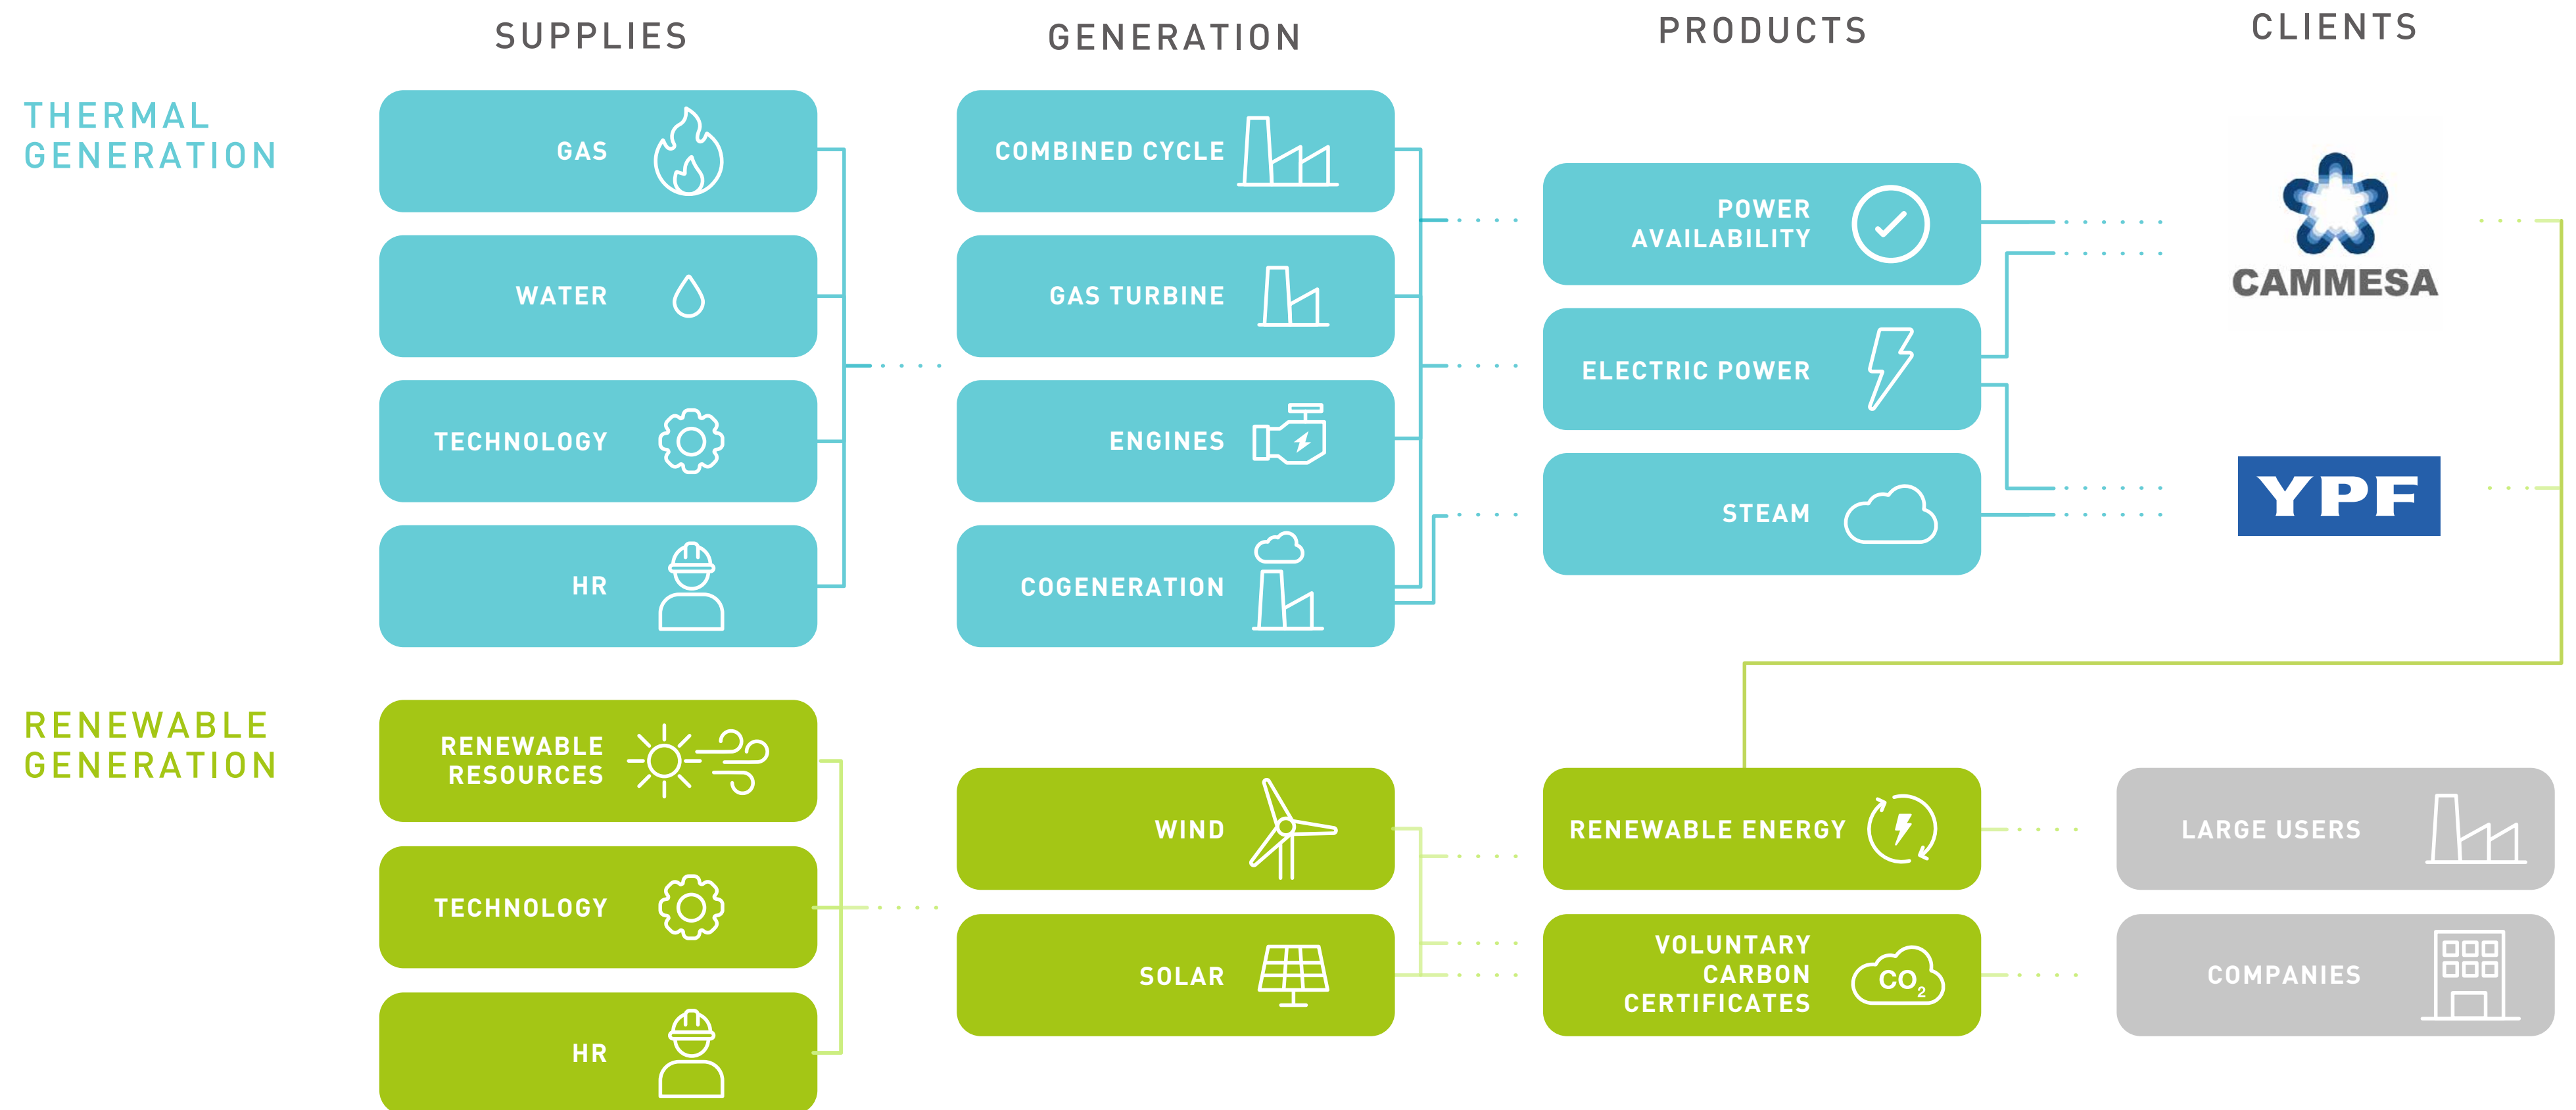 SUPPLIES
GENERATION
PRODUCTS
CLIENTS
THERMAL
GENERATION
GAS
WATER
TECHNOLOGY
HR
COMBINED CYCLE
GAS TURBINE
ENGINES
COGENERATION
POWER
AVAILABILITY
ELECTRIC POWER
STEAM
CAMMESA
YPF
RENEWABLE
GENERATION
RENEWABLE
RESOURCES
TECHNOLOGY
HR
WIND
SOLAR
RENEWABLE ENERGY
VOLUNTARY
CARBON
CERTIFICATES
CO2
LARGE USERS
COMPANIES